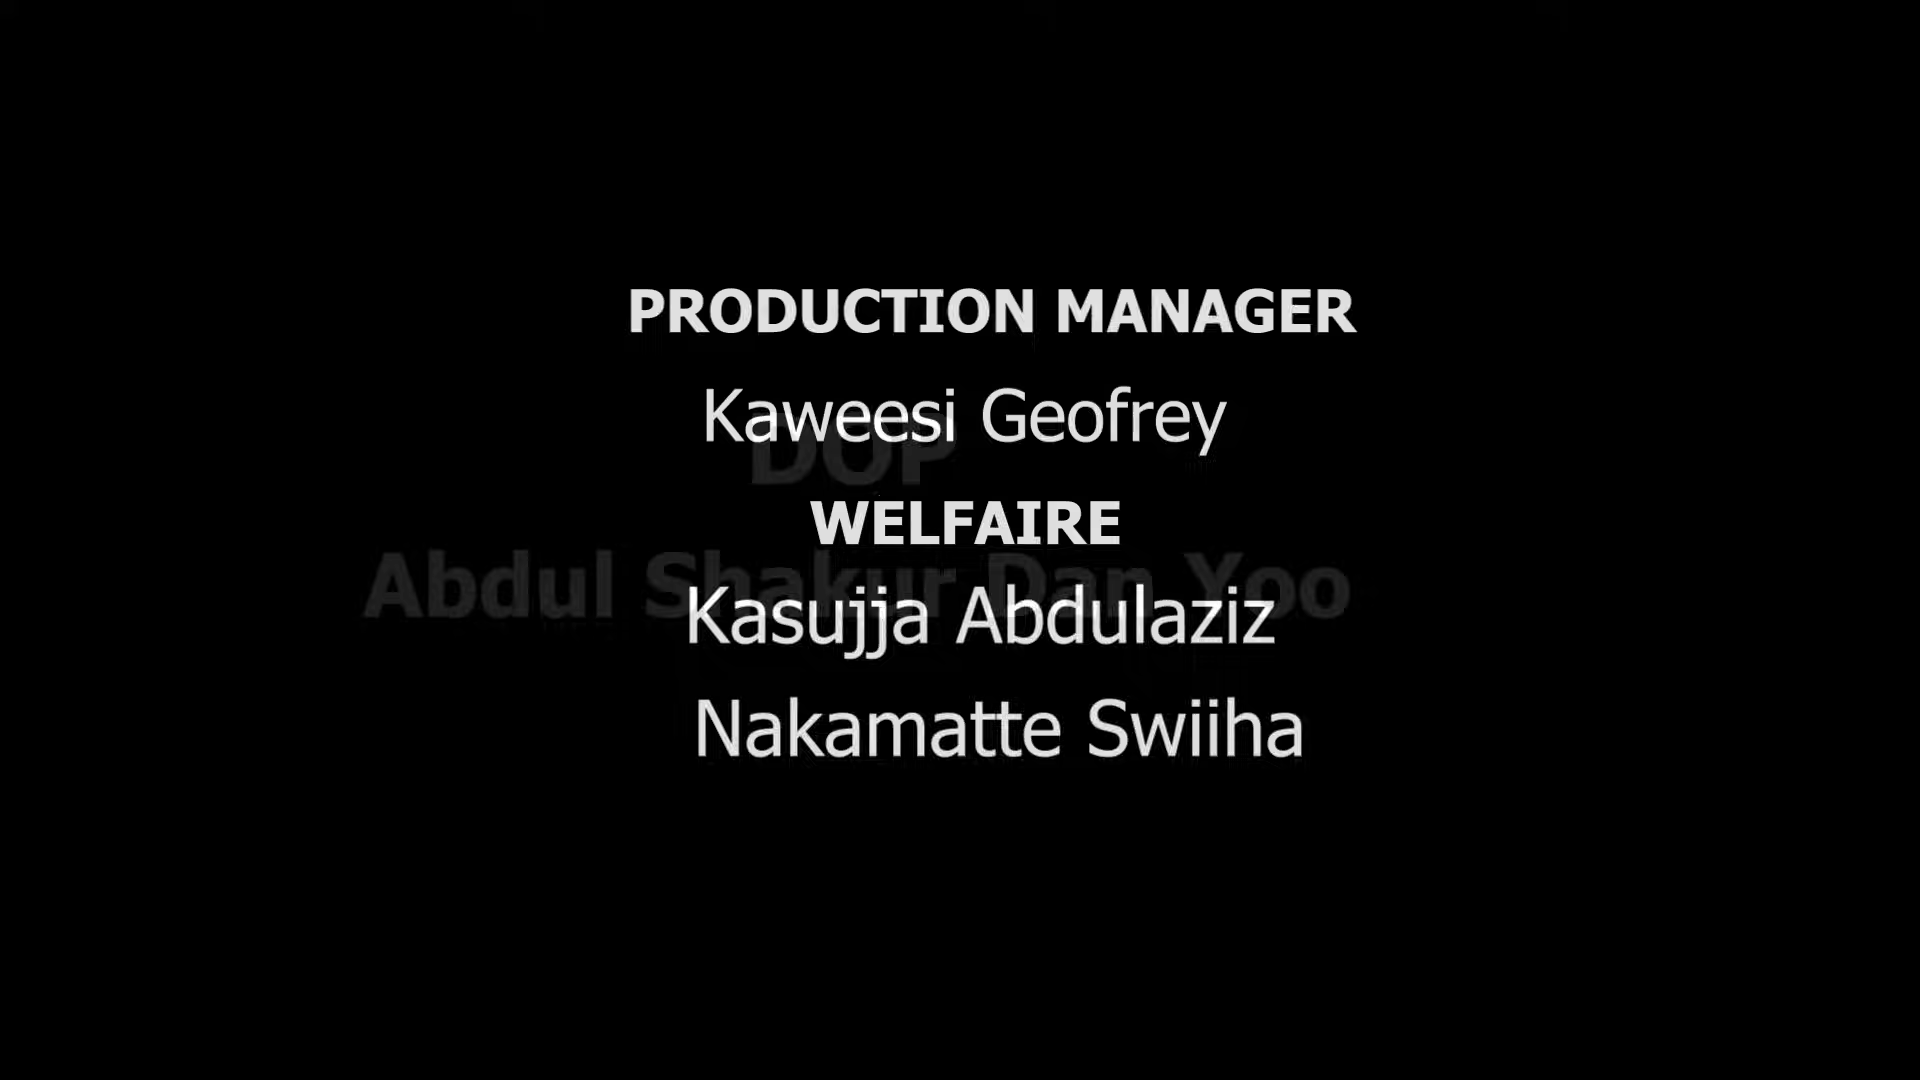 PRODUCTION MANAGER
Kaweesi Geofrey
DOP
WELFAIRE
Abdul Shakur Dan Yoo
Kasujja Abdulaziz
Nakamatte Swiiha